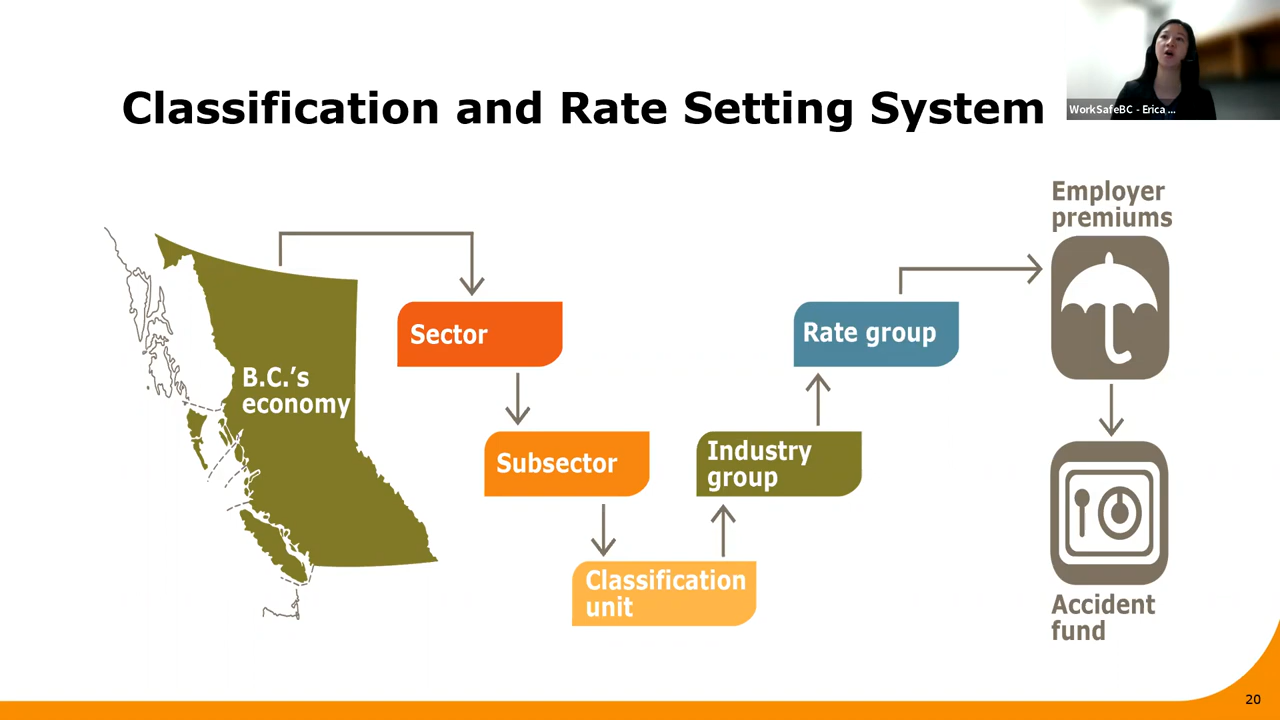 Classification and Rate Setting System
WorkSafeBC - Erica ...
Employer
premiums
Sector
Rate group
B.C.'s
economy
Subsector
Industry
group
Classification
unit
Accident
fund
20